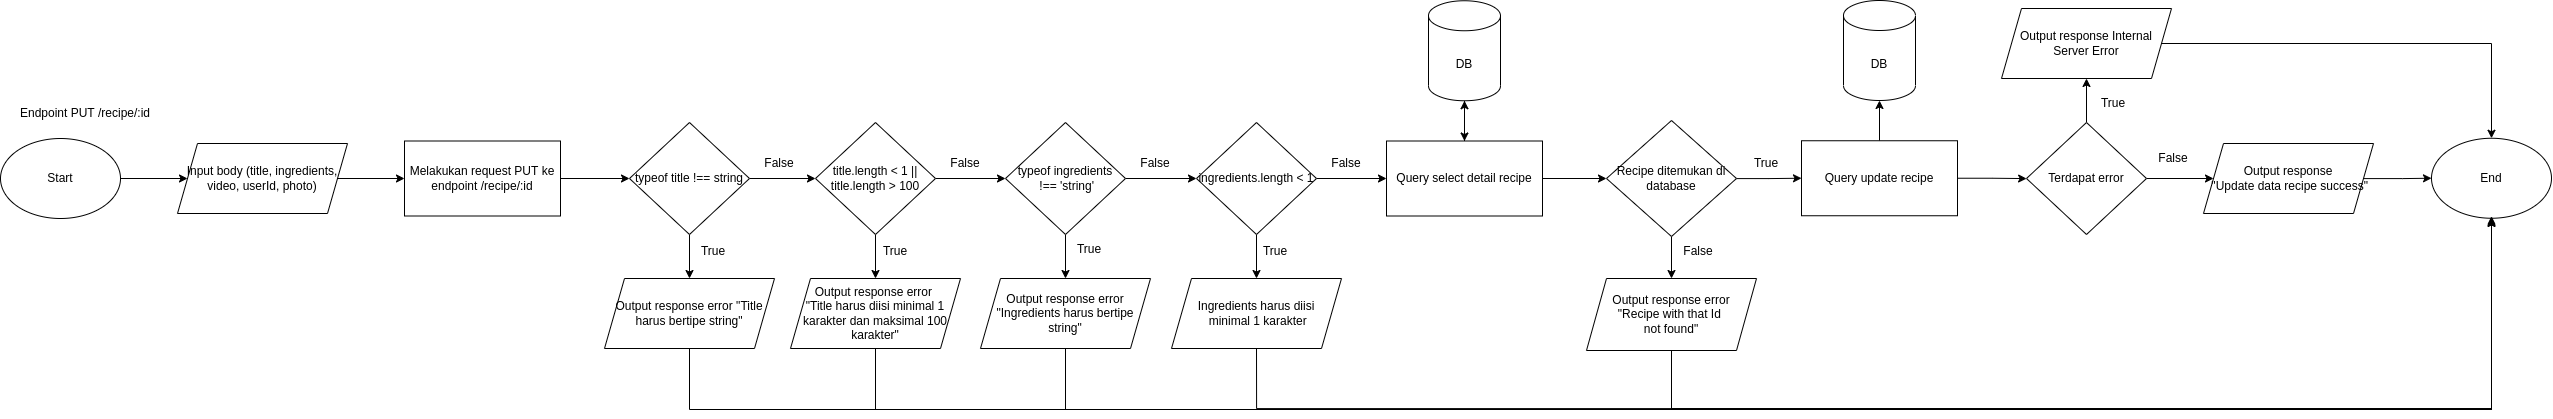 Endpoint PUT /recipe/:id
Start
Input body (title, ingredients,
video, userId, photo)
Melakukan request PUT ke
endpoint /recipe/:id
typeof title !== string
False
True
Output response error "Title
harus bertipe string"
title.length < 1 ||
title.length > 100
False
True
Output response error
"Title harus diisi minimal 1
karakter dan maksimal 100
karakter"
typeof ingredients
!== 'string'
False
True
Output response error
"Ingredients harus bertipe
string"
ingredients.length < 1
False
True
Ingredients harus diisi
minimal 1 karakter
DB
Query select detail recipe
Recipe ditemukan di
database
True
False
Output response error
"Recipe with that Id
not found"
DB
Query update recipe
Terdapat error
True
Output response Internal
Server Error
False
Output response
"Update data recipe success"
End